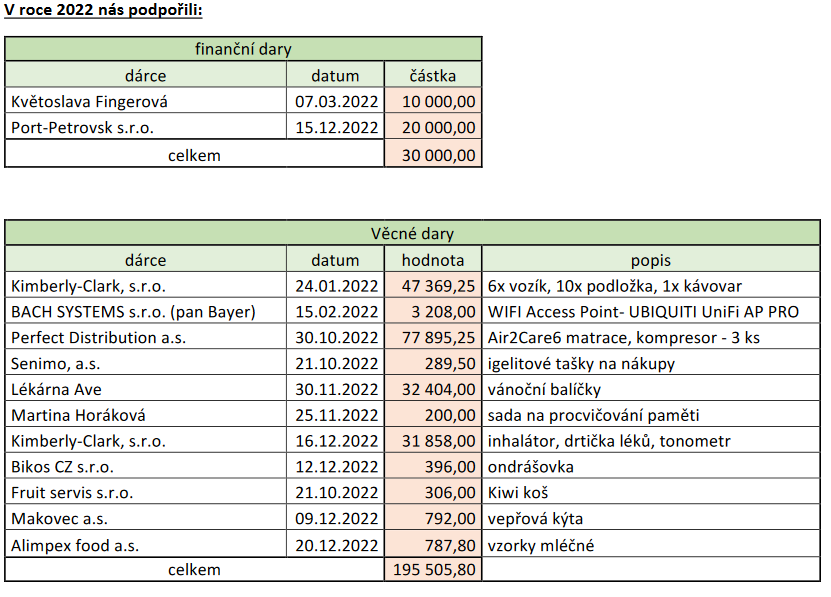 V roce 2022 nás podpořili:
finanční dary
dárce datum částka
Květoslava Fingerová 07.03.2022 10 000,00
Port-Petrovsk s.r.o. 15.12.2022 20 000,00
celkem 30 000,00
Věcné dary
dárce datum hodnota popis
Kimberly-Clark, s.r.o. 24.01.2022 47 369,25 6x vozík, 10x podložka, 1x kávovar
BACH SYSTEMS s.r.o. (pan Bayer) 15.02.2022 3 208,00 WIFI Access Point- UBIQUITI UniFi AP PRO
Perfect Distribution a.s. 30.10.2022 77 895,25 Air2Care6 matrace, kompresor - 3 ks
Senimo, a.s. 21.10.2022 289,50 igelitové tašky na nákupy
Lékárna Ave 30.11.2022 32 404,00 vánoční balíčky
Martina Horáková 25.11.2022 200,00 sada na procvičování paměti
Kimberly-Clark, s.r.o. 16.12.2022 31 858,00 inhalátor, drtička léků, tonometr
Bikos CZ s.r.o. 12.12.2022 396,00 ondrášovka
Fruit servis s.r.o. 21.10.2022 306,00 Kiwi koš
Makovec a.s. 09.12.2022 792,00 vepřová kýta
Alimpex food a.s. 20.12.2022 787,80 vzorky mléčné
celkem 195 505,80